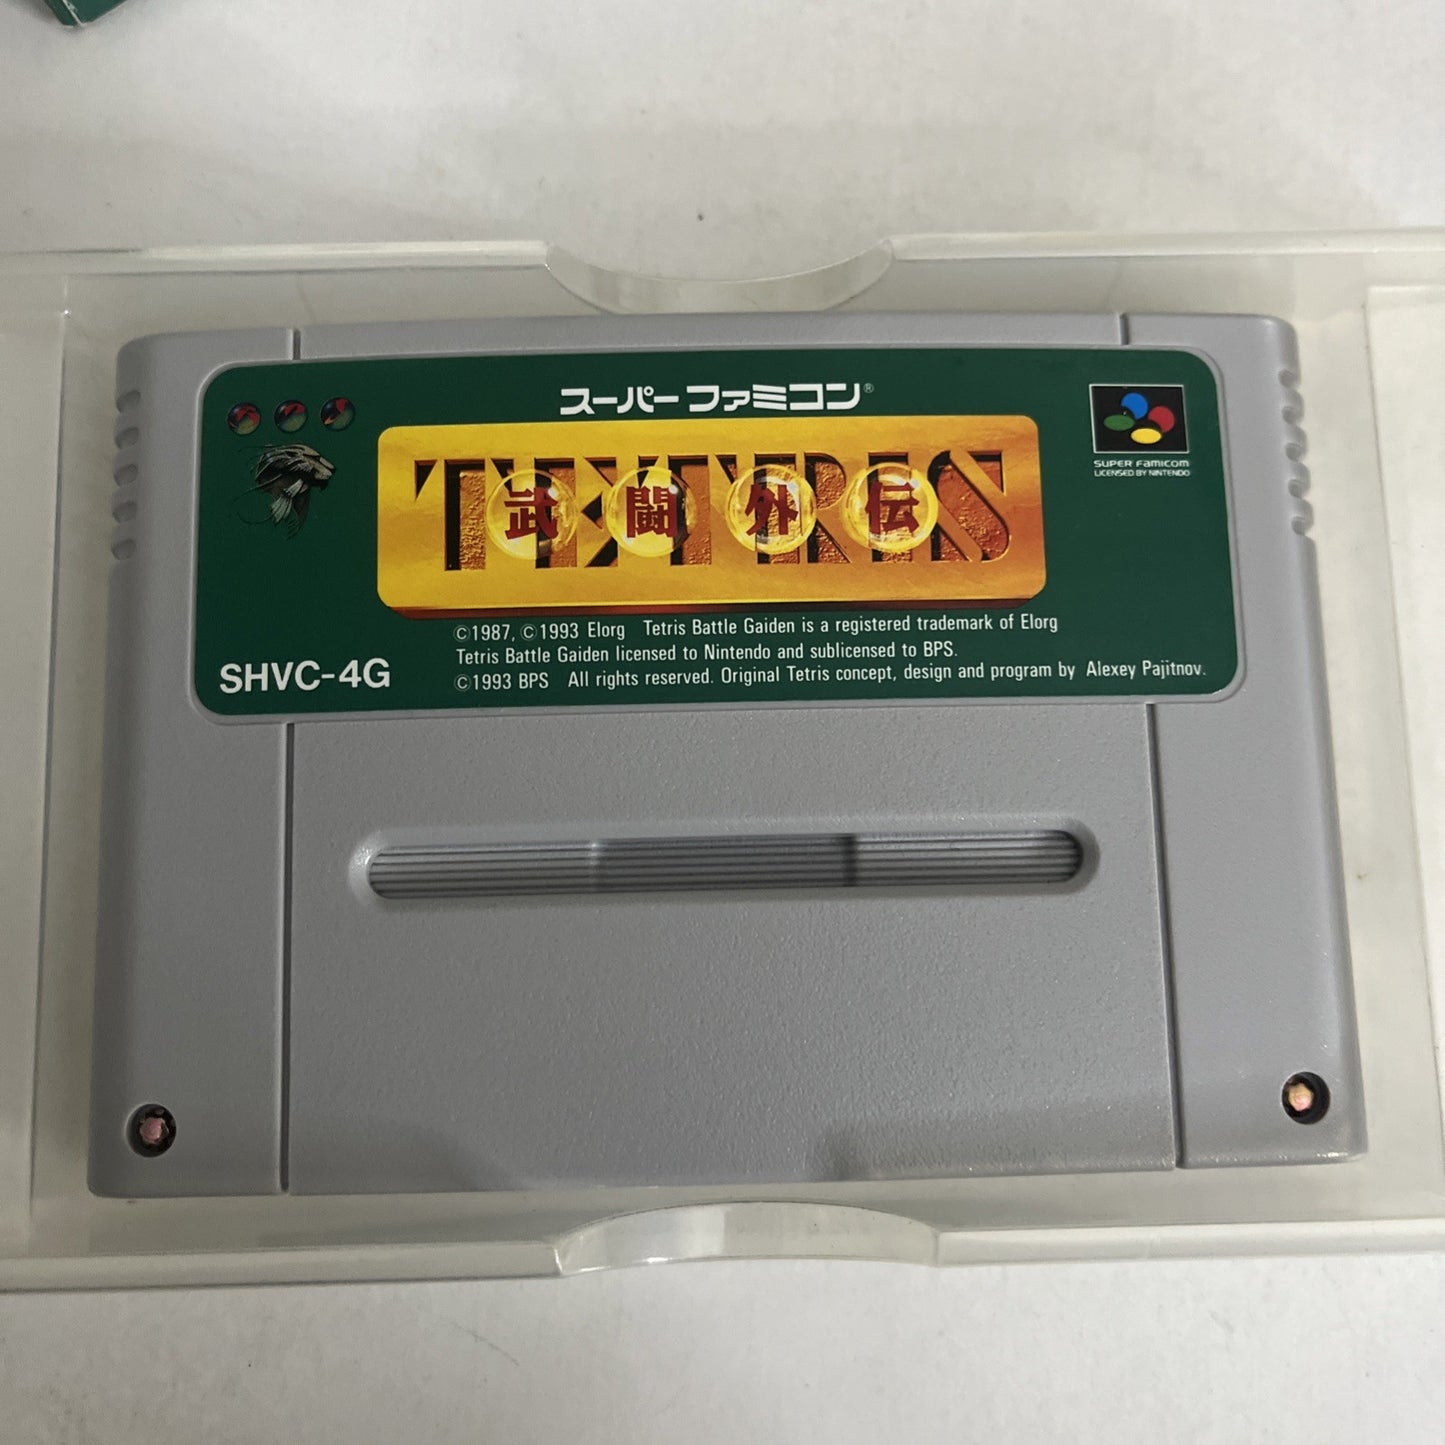 スーパーファミコン®
TETRIS
武闘外伝
SUPER FAMICOM
LICENSED BY NINTENDO
©1987, ©1993 Elorg Tetris Battle Gaiden is a registered trademark of Elorg
Tetris Battle Gaiden licensed to Nintendo and sublicensed to BPS.
©1993 BPS All rights reserved. Original Tetris concept, design and program by Alexey Pajitnov.
SHVC-4G